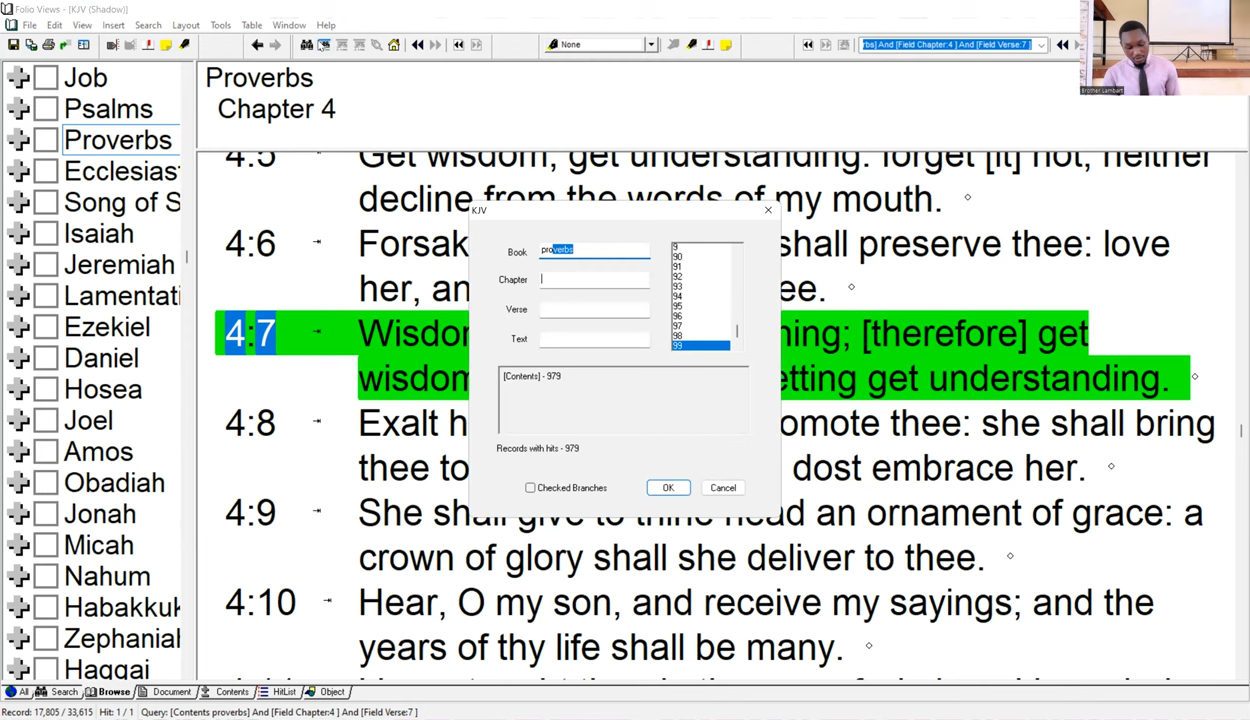 Folio Views - [KJV (Shadow)]
File Edit View Insert Search Layout Tools Table Window Help
None
rbs] And [Field Chapter:4 ] And [Field Verse:7 ]
Brother Lambart
Job
Psalms
Proverbs
Ecclesias
Song of S
Isaiah
Jeremiah
Lamentati
Ezekiel
Daniel
Hosea
Joel
Amos
Obadiah
Jonah
Micah
Nahum
Habakkuk
Zephaniah
Haggai
Proverbs
Chapter 4
4:5 Get wisdom, get understanding: forget [it] not; neither
decline from the words of my mouth.
4:6 Forsak shall preserve thee: love
her, an ee.
4:7 Wisdom ning; [therefore] get
wisdom etting get understanding.
4:8 Exalt h omote thee: she shall bring
thee to dost embrace her.
4:9 She shall give to thine head an ornament of grace: a
crown of glory shall she deliver to thee.
4:10 Hear, O my son, and receive my sayings; and the
years of thy life shall be many.
KJV
Book proverbs
Chapter
Verse
Text
9
90
91
92
93
94
95
96
97
98
99
[Contents] - 979
Records with hits - 979
Checked Branches OK Cancel
All Search Browse Document Contents HitList Object
Record: 17,805 / 33,615 Hit: 1 / 1 Query: [Contents proverbs] And [Field Chapter:4 ] And [Field Verse:7 ]